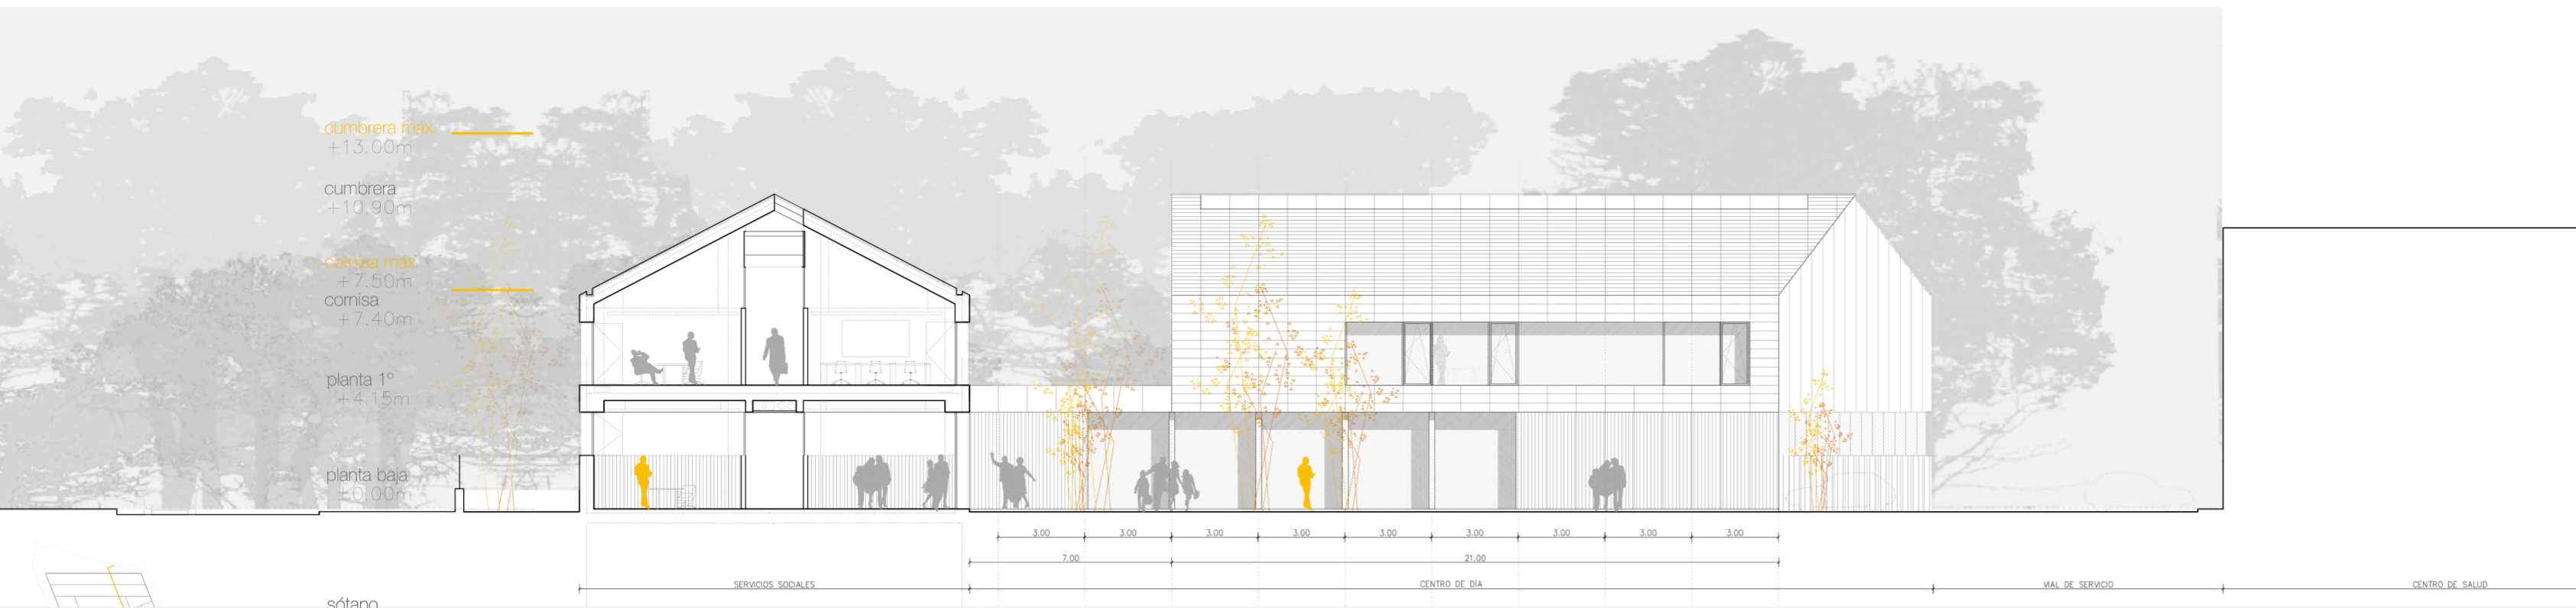 cumbrera máx.
+13.00m
cumbrera
+10.90m
cornisa máx.
+7.50m
cornisa
+7.40m
planta 1º
+4.15m
planta baja
+0.00m
3.00 3.00 3.00 3.00 3.00 3.00 3.00 3.00 3.00
7.00 21.00
SERVICIOS SOCIALES CENTRO DE DÍA VIAL DE SERVICIO CENTRO DE SALUD
sótano